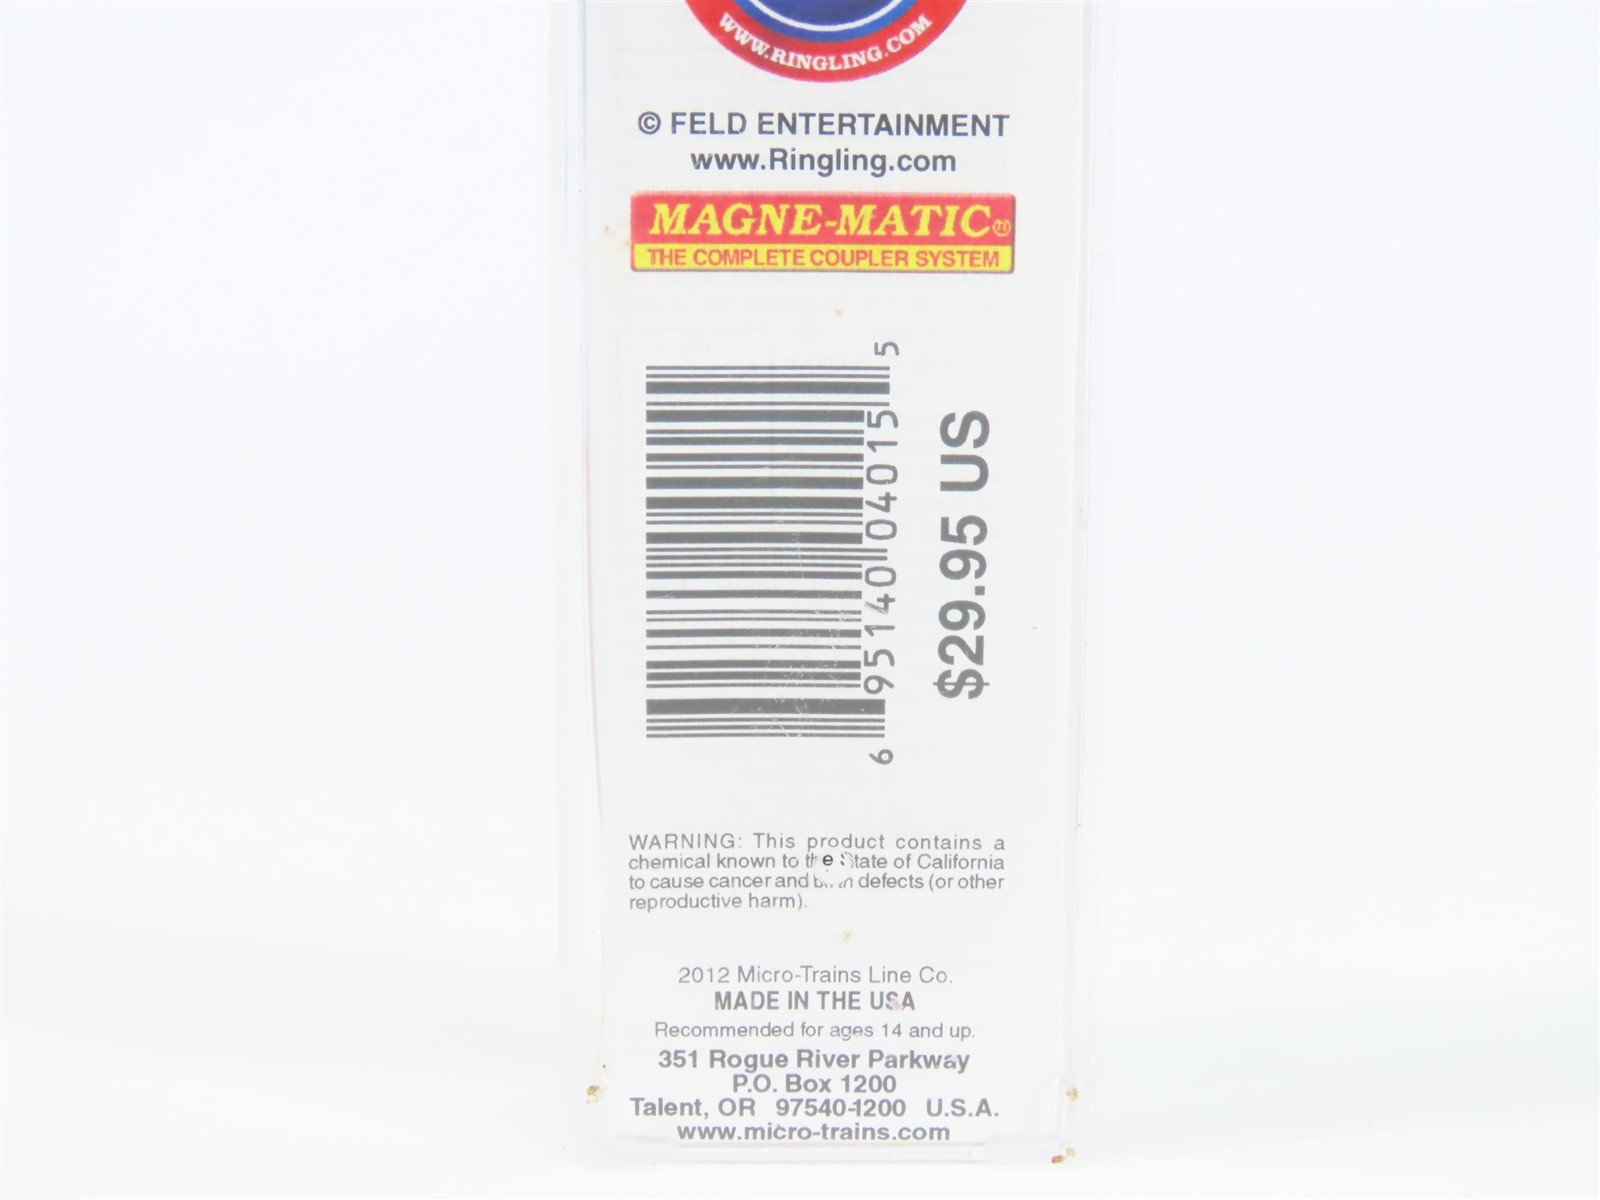 WWW.RINGLING.COM
© FELD ENTERTAINMENT
www.Ringling.com
MAGNE-MATIC®
THE COMPLETE COUPLER SYSTEM
6 95140 04015 5
$29.95 US
WARNING: This product contains a
chemical known to the State of California
to cause cancer and birth defects (or other
reproductive harm).
2012 Micro-Trains Line Co.
MADE IN THE USA
Recommended for ages 14 and up.
351 Rogue River Parkway
P.O. Box 1200
Talent, OR 97540-1200 U.S.A.
www.micro-trains.com